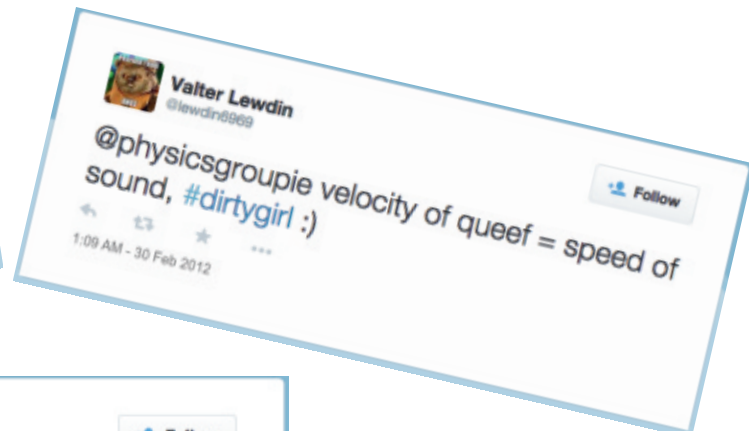 Valter Lewdin
@lewdin6969
Follow
@physicsgroupie velocity of queef = speed of
sound, #dirtygirl :)
1:09 AM - 30 Feb 2012